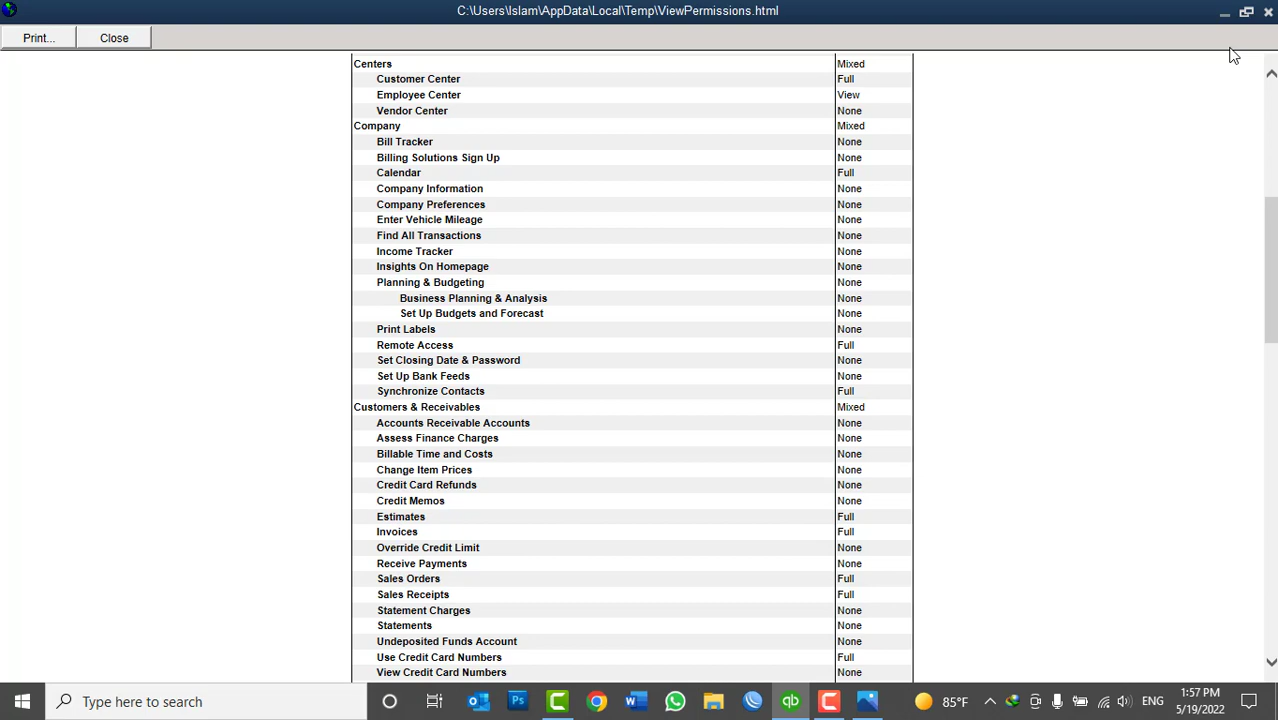 C:\Users\Islam\AppData\Local\Temp\ViewPermissions.html
Print... Close
Centers Mixed
Customer Center Full
Employee Center View
Vendor Center None
Company Mixed
Bill Tracker None
Billing Solutions Sign Up None
Calendar Full
Company Information None
Company Preferences None
Enter Vehicle Mileage None
Find All Transactions None
Income Tracker None
Insights On Homepage None
Planning & Budgeting None
Business Planning & Analysis None
Set Up Budgets and Forecast None
Print Labels None
Remote Access Full
Set Closing Date & Password None
Set Up Bank Feeds None
Synchronize Contacts Full
Customers & Receivables Mixed
Accounts Receivable Accounts None
Assess Finance Charges None
Billable Time and Costs None
Change Item Prices None
Credit Card Refunds None
Credit Memos None
Estimates Full
Invoices Full
Override Credit Limit None
Receive Payments None
Sales Orders Full
Sales Receipts Full
Statement Charges None
Statements None
Undeposited Funds Account None
Use Credit Card Numbers Full
View Credit Card Numbers None
Type here to search Ps W qb 85°F ENG 1:57 PM
5/19/2022